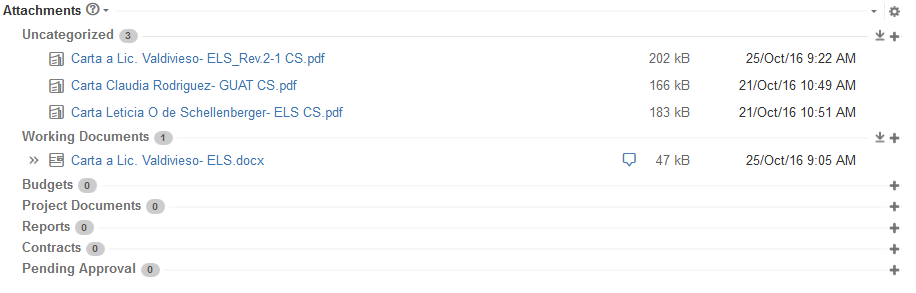 Attachments ?
Uncategorized 3
Carta a Lic. Valdivieso- ELS_Rev.2-1 CS.pdf 202 kB 25/Oct/16 9:22 AM
Carta Claudia Rodriguez- GUAT CS.pdf 166 kB 21/Oct/16 10:49 AM
Carta Leticia O de Schellenberger- ELS CS.pdf 183 kB 21/Oct/16 10:51 AM
Working Documents 1
Carta a Lic. Valdivieso- ELS.docx 47 kB 25/Oct/16 9:05 AM
Budgets 0
Project Documents 0
Reports 0
Contracts 0
Pending Approval 0